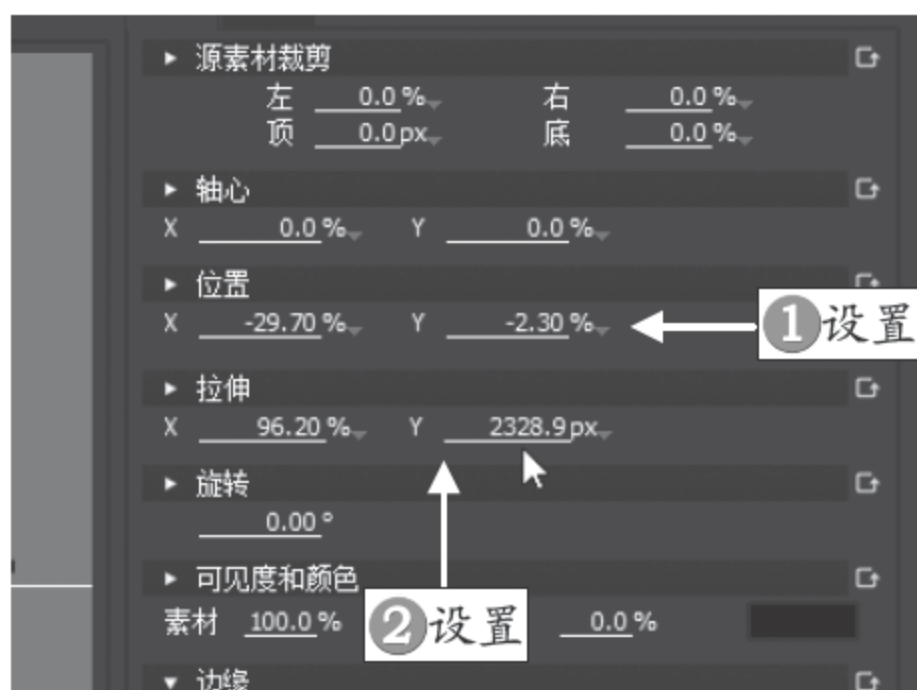 源素材裁剪
左 0.0 % 右 0.0 %
顶 0.0 px 底 0.0 %
轴心
X 0.0 % Y 0.0 %
位置
X -29.70 % Y -2.30 % 1 设置
拉伸
X 96.20 % Y 2328.9 px
旋转
0.00 °
可见度和颜色
素材 100.0 % 2 设置 0.0 %
边缘